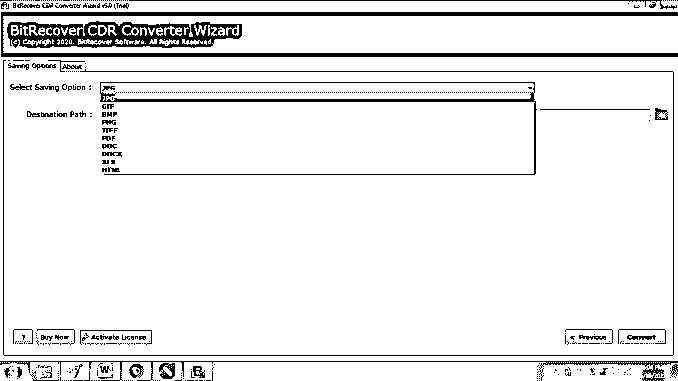 BitRecover CDR Converter Wizard v5.0 (Trial)
BitRecover CDR Converter Wizard
(c) Copyright 2020. BitRecover Software. All Rights Reserved.
Saving Options About
Select Saving Option : JPG
JPG
GIF
BMP
PNG
TIFF
PDF
DOC
DOCX
XLS
HTML
Destination Path :
? Buy Now Activate License < Previous Convert